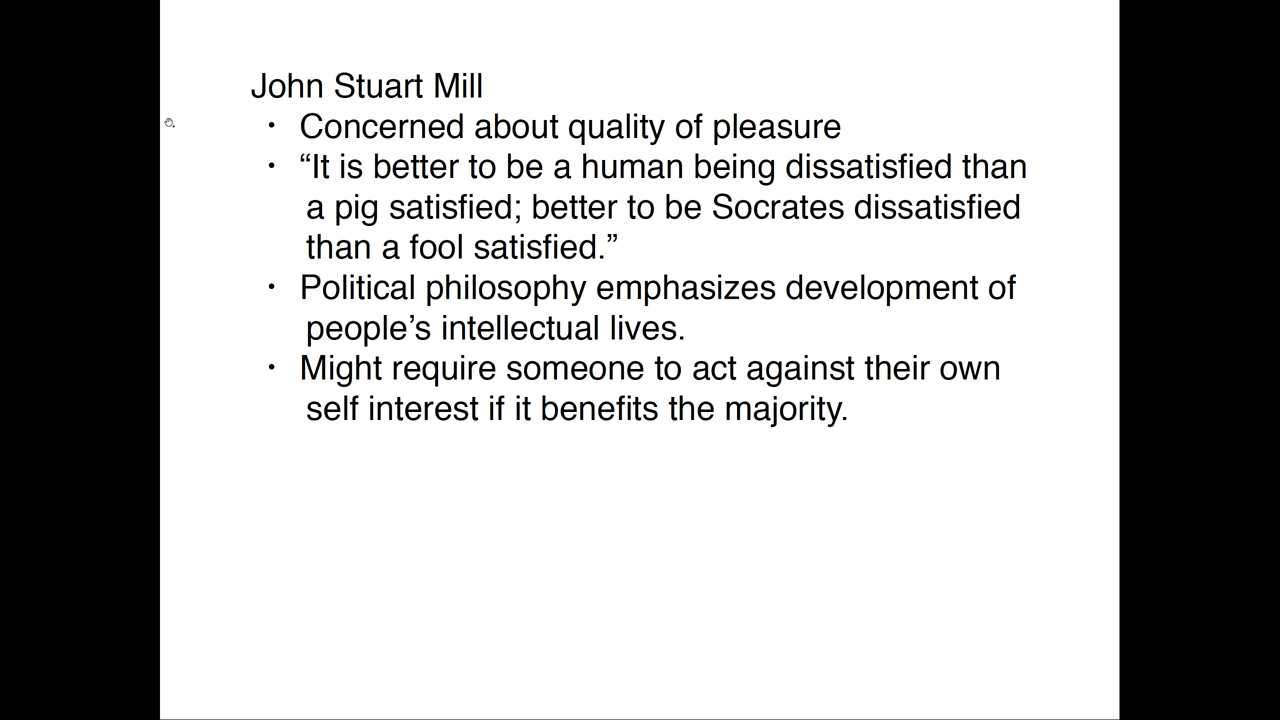 John Stuart Mill
• Concerned about quality of pleasure
• “It is better to be a human being dissatisfied than
a pig satisfied; better to be Socrates dissatisfied
than a fool satisfied.”
• Political philosophy emphasizes development of
people’s intellectual lives.
• Might require someone to act against their own
self interest if it benefits the majority.